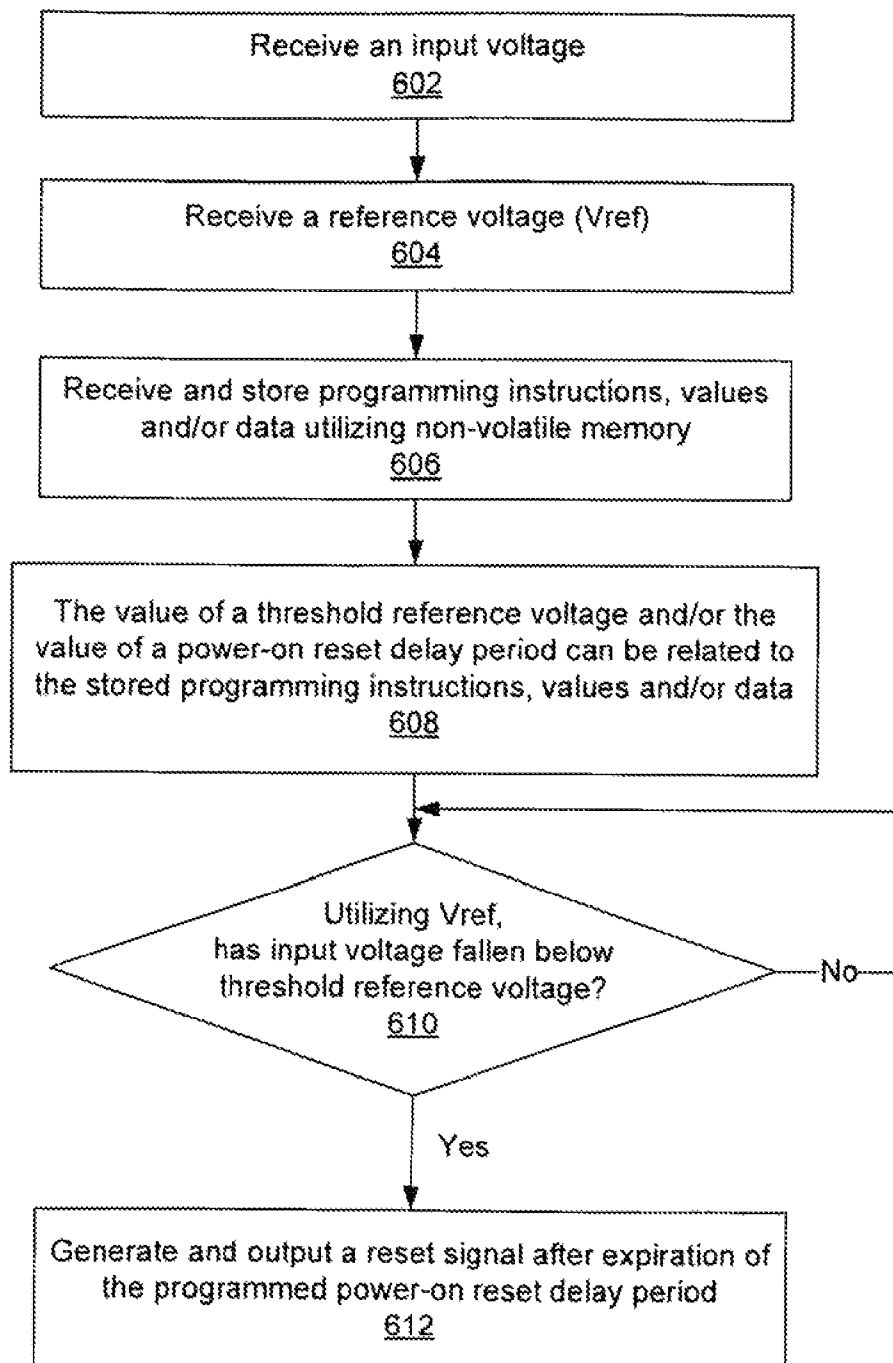 Receive an input voltage
602
Receive a reference voltage (Vref)
604
Receive and store programming instructions, values
and/or data utilizing non-volatile memory
606
The value of a threshold reference voltage and/or the
value of a power-on reset delay period can be related to
the stored programming instructions, values and/or data
608
Utilizing Vref,
has input voltage fallen below
threshold reference voltage?
610
No
Yes
Generate and output a reset signal after expiration of
the programmed power-on reset delay period
612